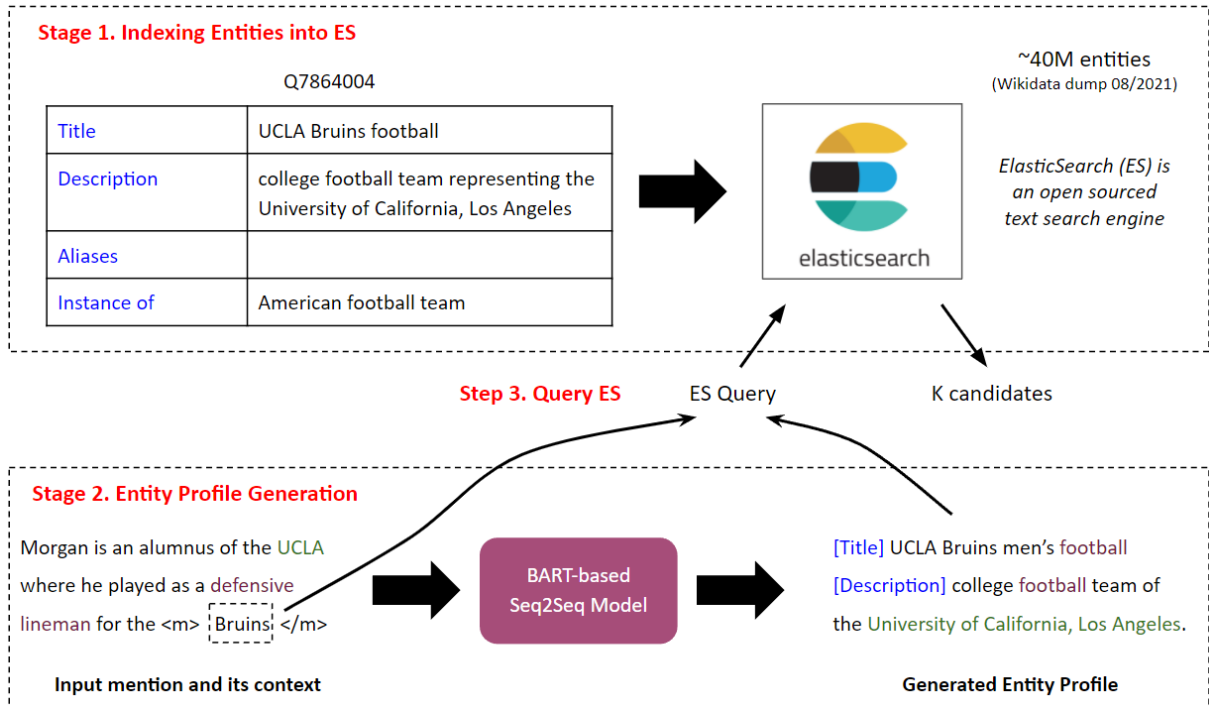 Stage 1. Indexing Entities into ES
~40M entities
(Wikidata dump 08/2021)
Q7864004
Title UCLA Bruins football
Description college football team representing the
University of California, Los Angeles
Aliases
Instance of American football team
elasticsearch
ElasticSearch (ES) is
an open sourced
text search engine
Step 3. Query ES ES Query K candidates
Stage 2. Entity Profile Generation
Morgan is an alumnus of the UCLA
where he played as a defensive
lineman for the <m> Bruins </m>
Input mention and its context
BART-based
Seq2Seq Model
[Title] UCLA Bruins men's football
[Description] college football team of
the University of California, Los Angeles.
Generated Entity Profile